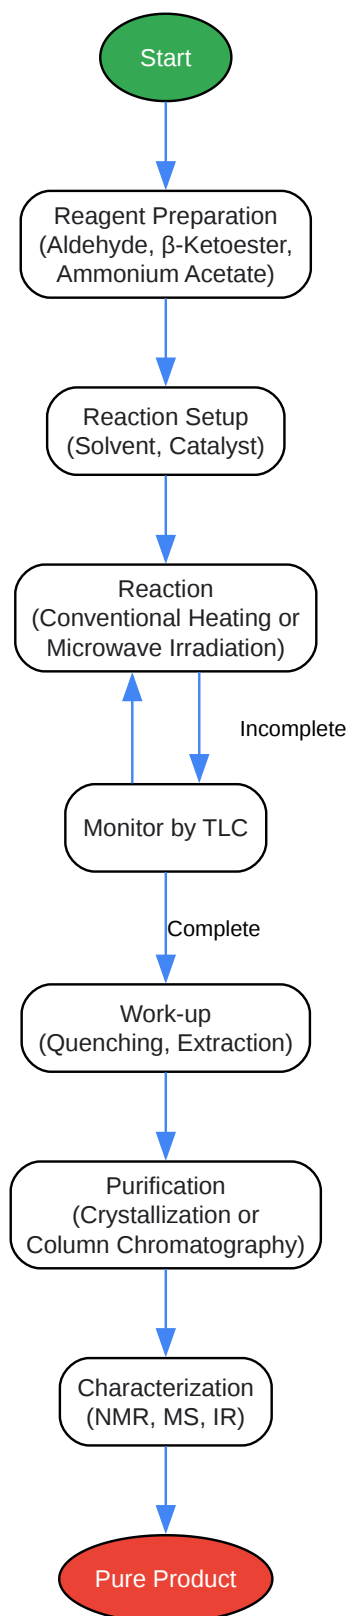 Start
Reagent Preparation
(Aldehyde, β-Ketoester,
Ammonium Acetate)
Reaction Setup
(Solvent, Catalyst)
Reaction
(Conventional Heating or
Microwave Irradiation)
Incomplete
Monitor by TLC
Complete
Work-up
(Quenching, Extraction)
Purification
(Crystallization or
Column Chromatography)
Characterization
(NMR, MS, IR)
Pure Product